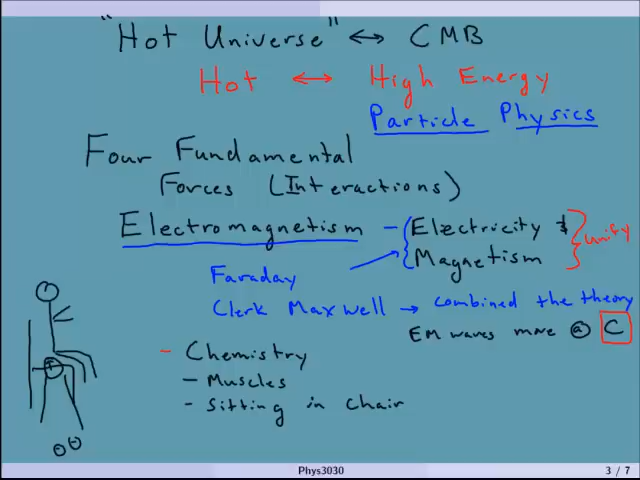 "Hot Universe" ↔ CMB
Hot ↔ High Energy
Particle Physics
Four Fundamental
Forces (Interactions)
Electromagnetism - Electricity &
Magnetism
Unify
Faraday
Clerk Maxwell → combined the theory
EM waves move @ C
- Chemistry
- Muscles
- Sitting in chair
Phys3030
3 / 7